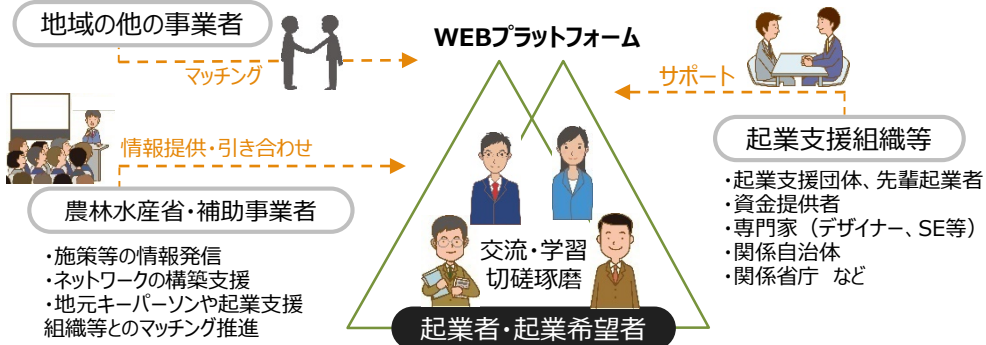 地域の他の事業者
マッチング
WEBプラットフォーム
サポート
情報提供・引き合わせ
農林水産省・補助事業者
・施策等の情報発信
・ネットワークの構築支援
・地元キーパーソンや起業支援
組織等とのマッチング推進
交流・学習
切磋琢磨
起業者・起業希望者
起業支援組織等
・起業支援団体、先輩起業者
・資金提供者
・専門家（デザイナー、SE等）
・関係自治体
・関係省庁 など